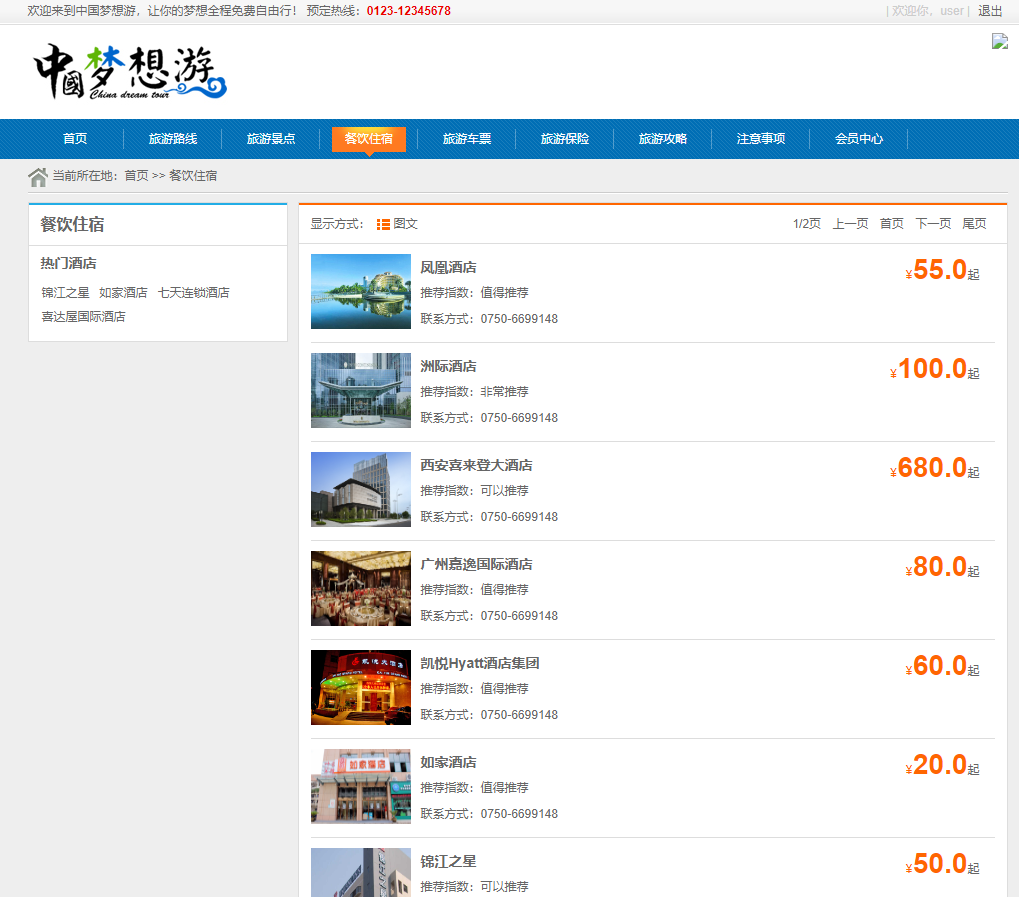 欢迎来到中国梦想游，让你的梦想全程免费自由行！ 预定热线：0123-12345678
| 欢迎你，user | 退出
中國梦想游
China dream tour
首页 旅游路线 旅游景点 餐饮住宿 旅游车票 旅游保险 旅游攻略 注意事项 会员中心
当前所在地：首页 >> 餐饮住宿
餐饮住宿
热门酒店
锦江之星 如家酒店 七天连锁酒店
喜达屋国际酒店
显示方式： 图文 1/2页 上一页 首页 下一页 尾页
凤凰酒店 ¥55.0起
推荐指数：值得推荐
联系方式：0750-6699148
洲际酒店 ¥100.0起
推荐指数：非常推荐
联系方式：0750-6699148
西安喜来登大酒店 ¥680.0起
推荐指数：可以推荐
联系方式：0750-6699148
广州嘉逸国际酒店 ¥80.0起
推荐指数：值得推荐
联系方式：0750-6699148
凯悦Hyatt酒店集团 ¥60.0起
推荐指数：值得推荐
联系方式：0750-6699148
如家酒店
如家酒店 ¥20.0起
推荐指数：值得推荐
联系方式：0750-6699148
锦江之星 ¥50.0起
推荐指数：可以推荐